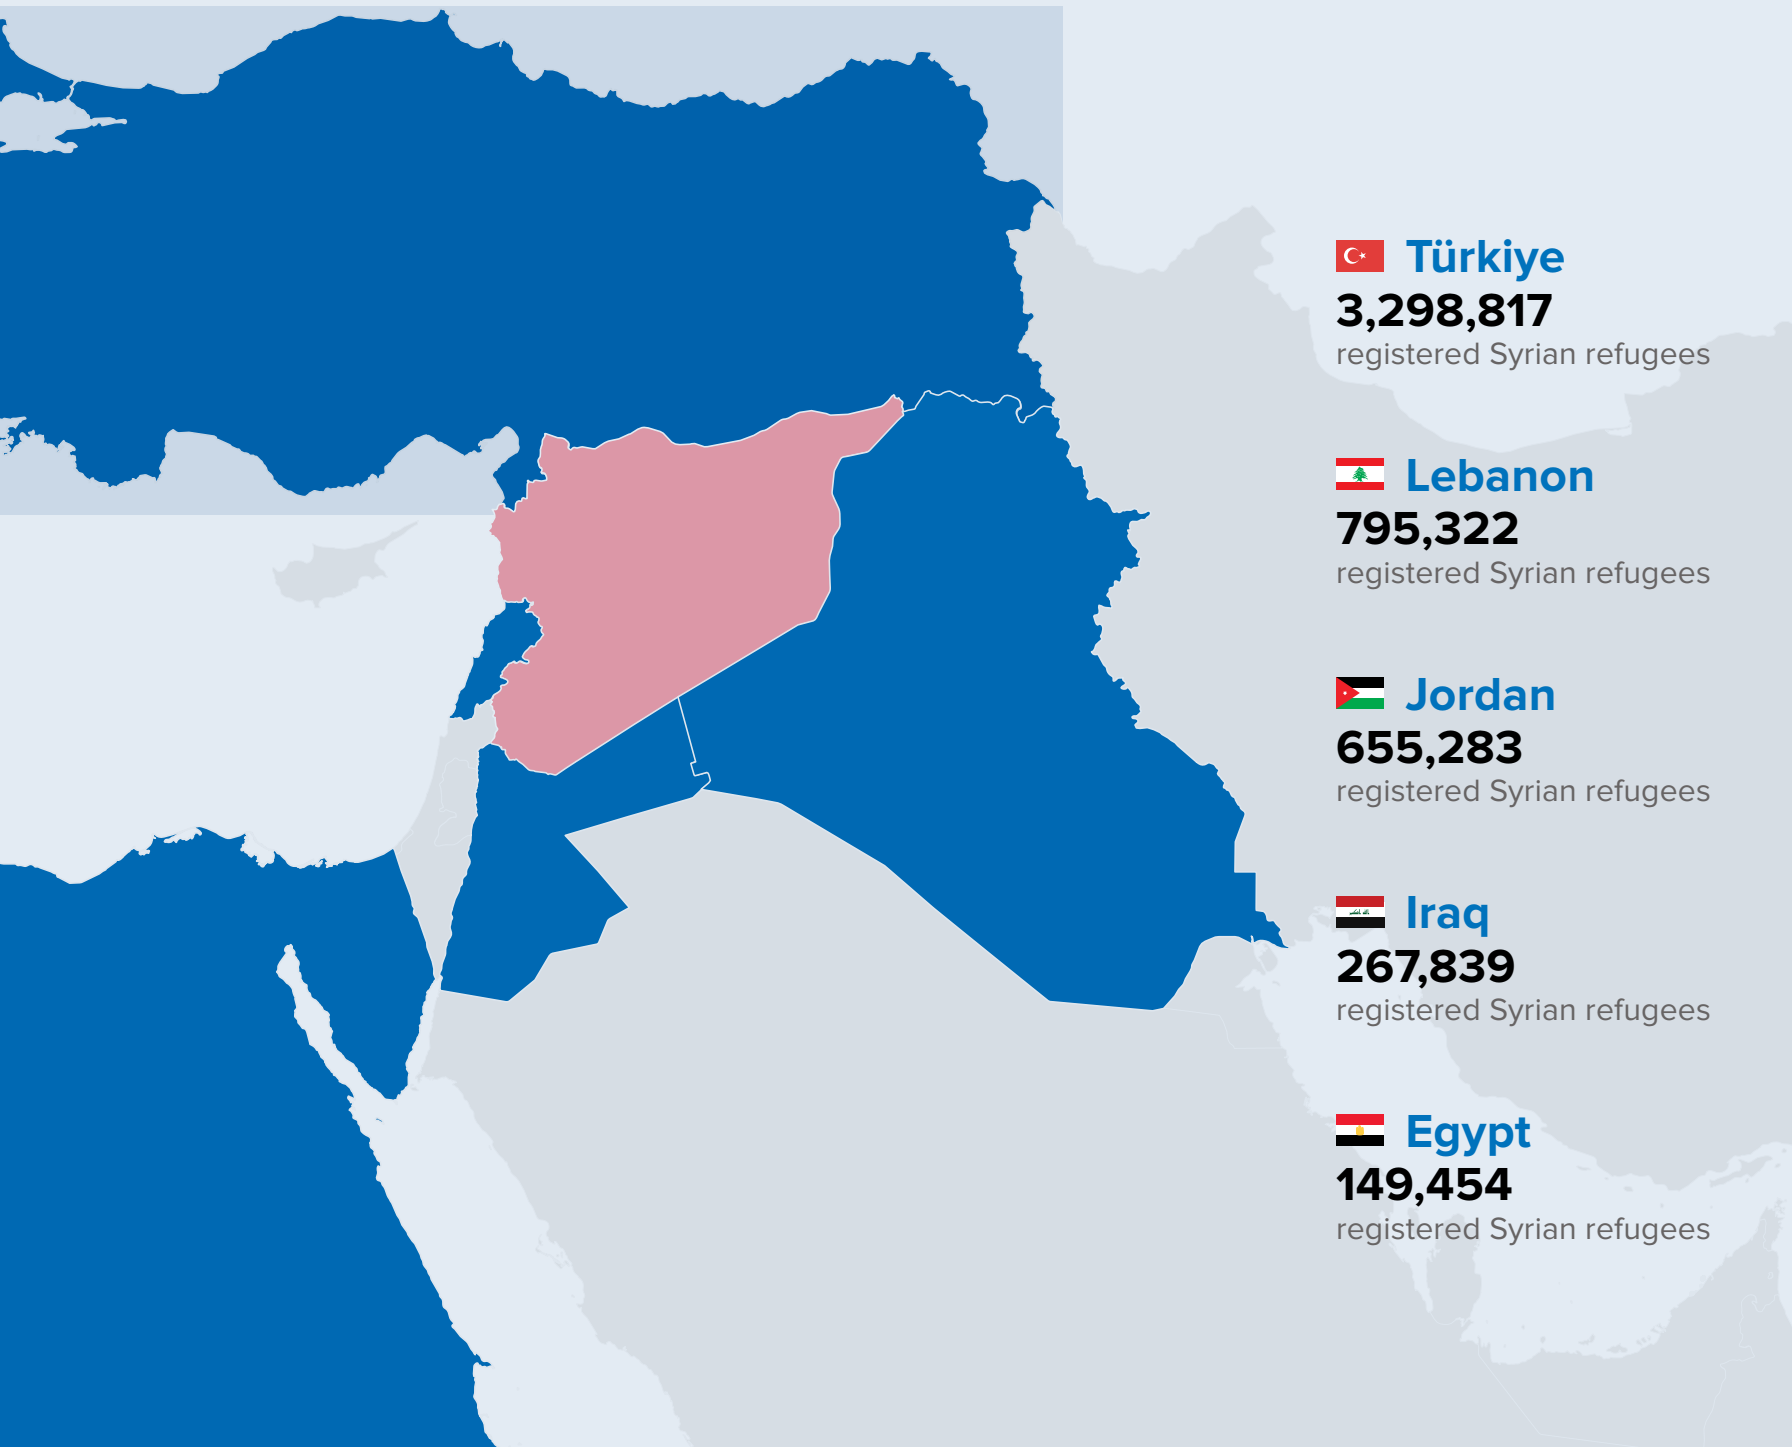 Türkiye
3,298,817
registered Syrian refugees
Lebanon
795,322
registered Syrian refugees
Jordan
655,283
registered Syrian refugees
Iraq
267,839
registered Syrian refugees
Egypt
149,454
registered Syrian refugees